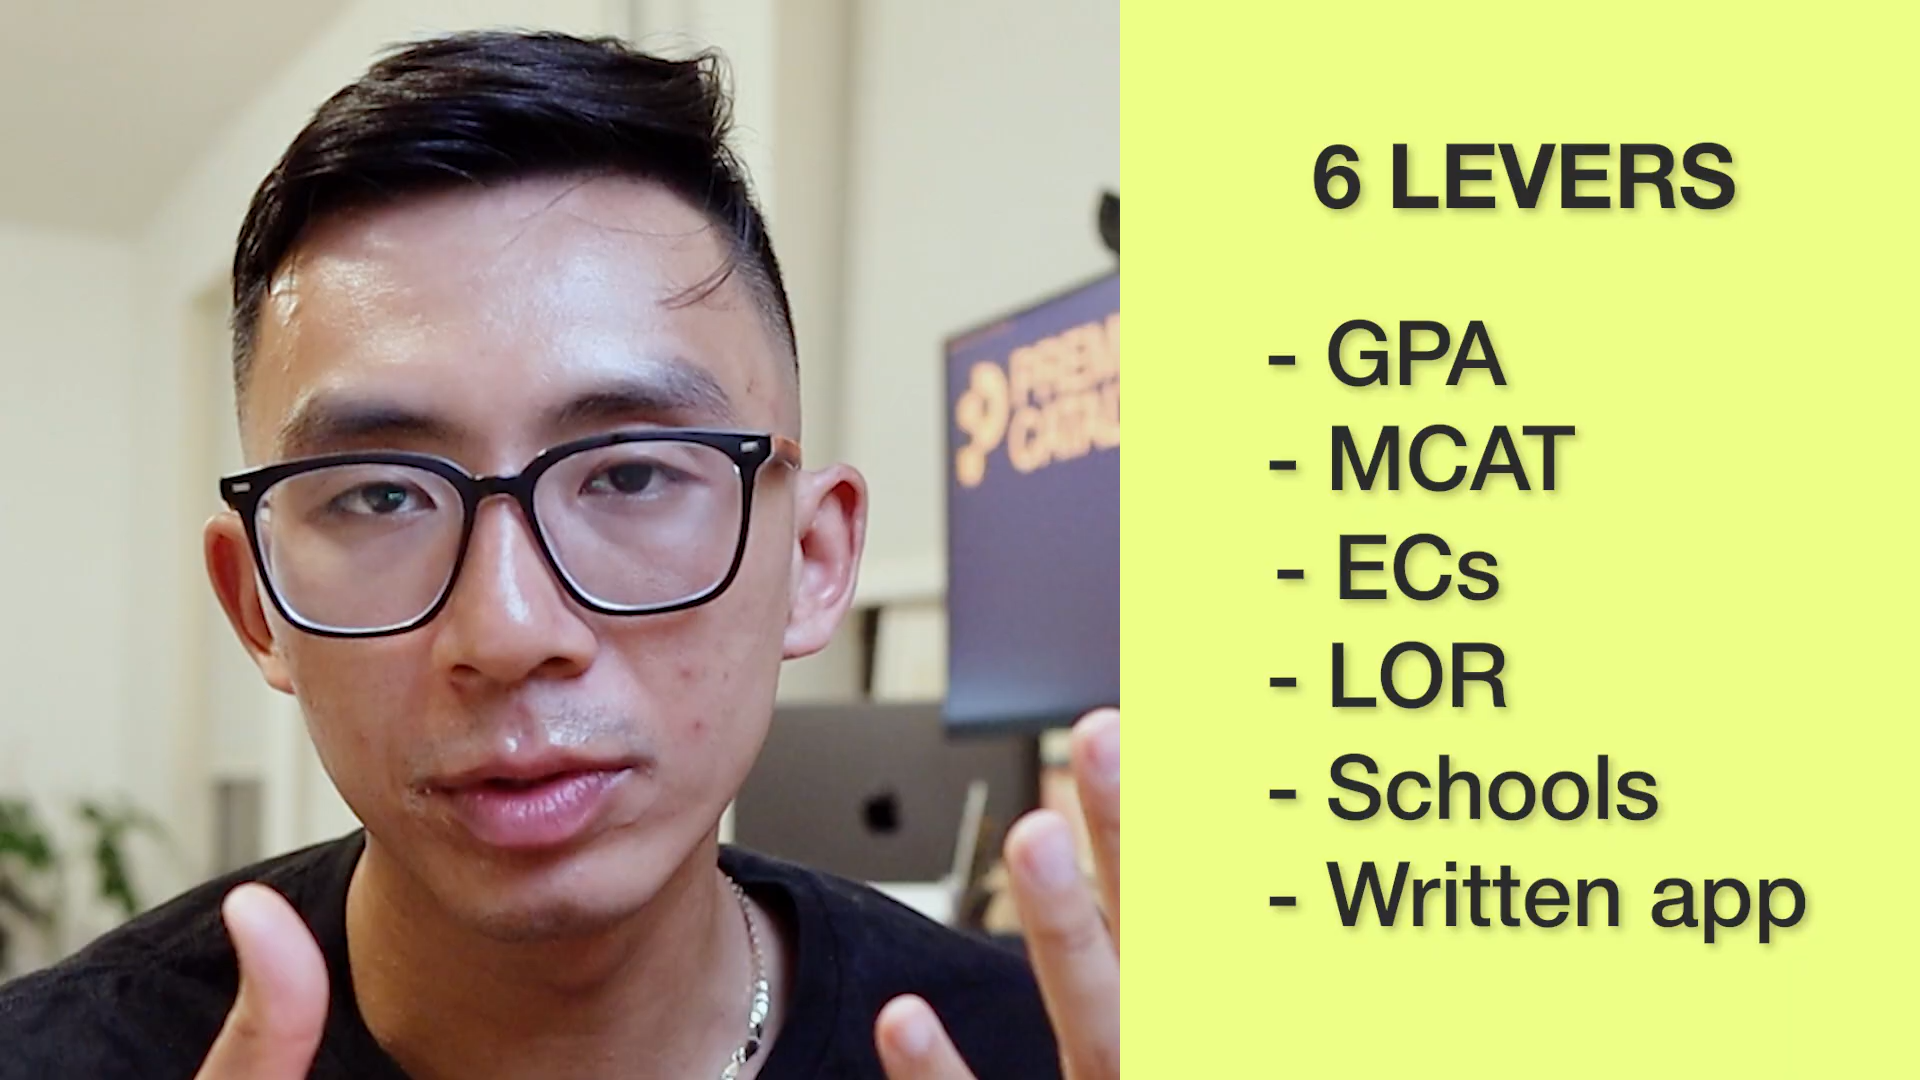 6 LEVERS
- GPA
- MCAT
- ECs
- LOR
- Schools
- Written app